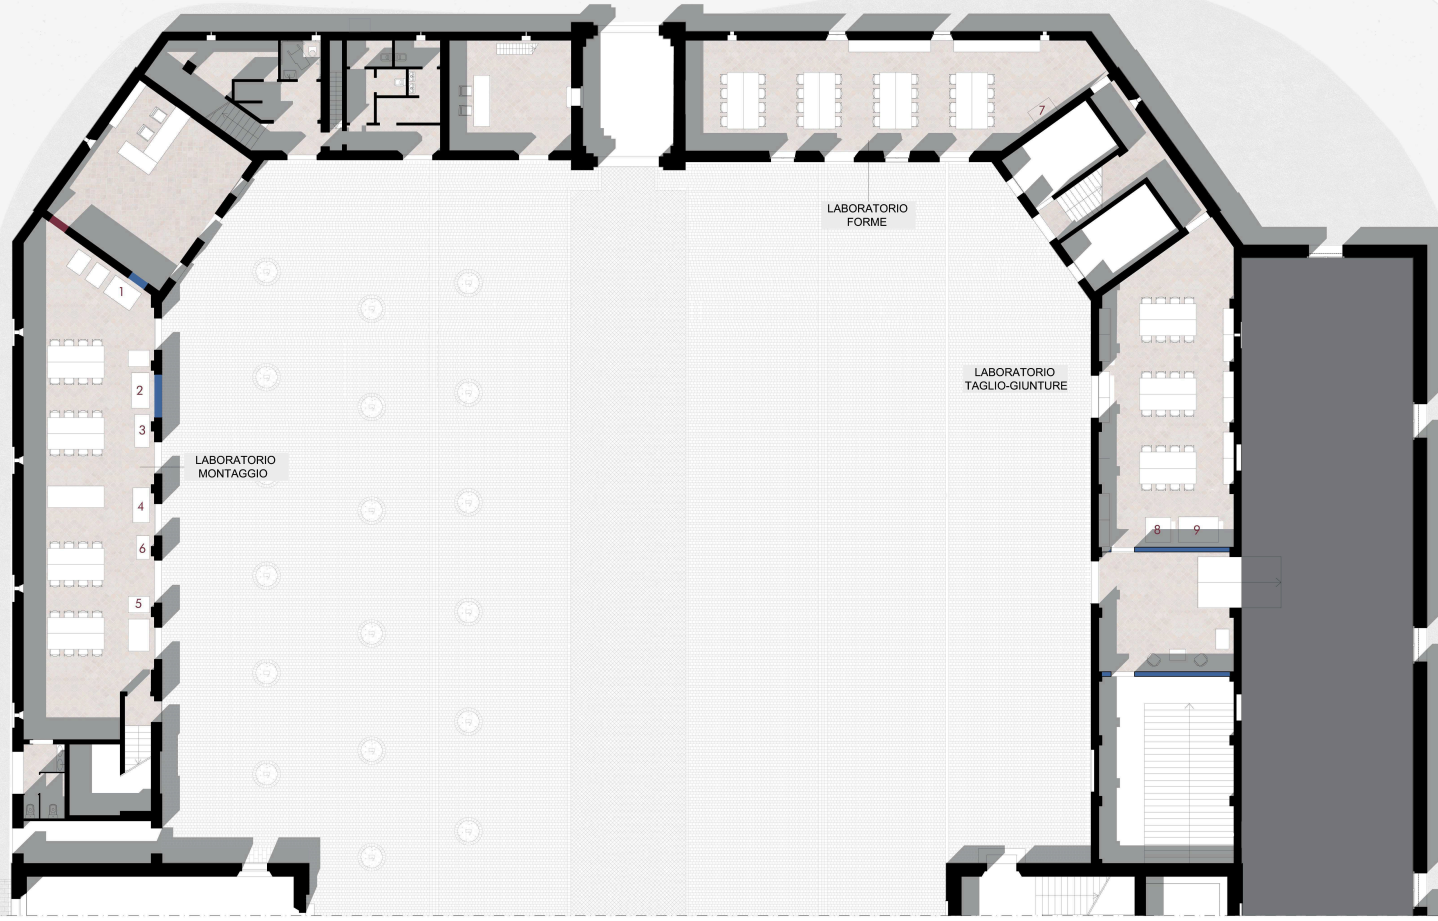 7
LABORATORIO
FORME
1
LABORATORIO
TAGLIO-GIUNTURE
2
3
LABORATORIO
MONTAGGIO
4
8 9
6
5